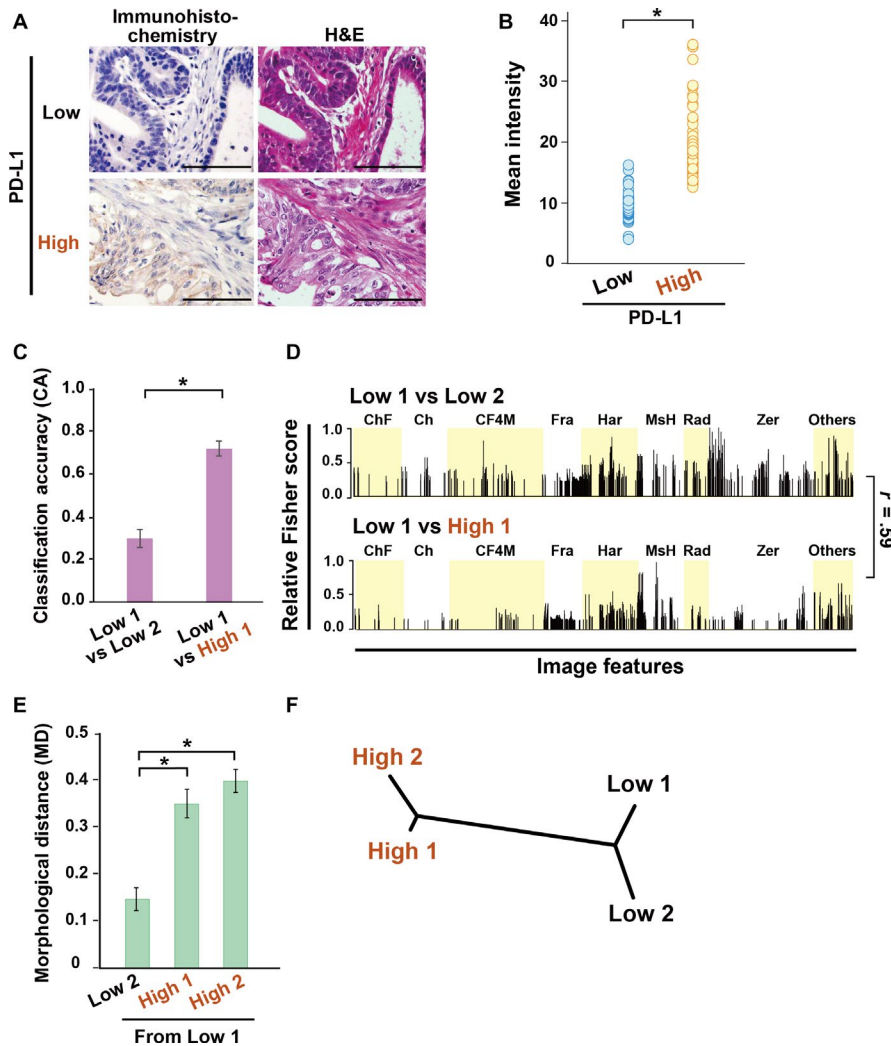 A
Immunohisto-
chemistry
H&E
PD-L1
Low
High
B
*
Mean intensity
40
30
20
10
0
Low
High
PD-L1
C
Classification accuracy (CA)
*
1.0
0.8
0.6
0.4
0.2
0.0
Low 1
vs Low 2
Low 1
vs High 1
D
Low 1 vs Low 2
Relative Fisher score
ChF Ch CF4M Fra Har MsH Rad Zer Others
1.0
0.5
0.0
Low 1 vs High 1
ChF Ch CF4M Fra Har MsH Rad Zer Others
1.0
0.5
0.0
r = .59
Image features
E
Morphological distance (MD)
0.5
0.4
0.3
0.2
0.1
0
*
*
Low 2
High 1
High 2
From Low 1
F
High 2
High 1
Low 1
Low 2